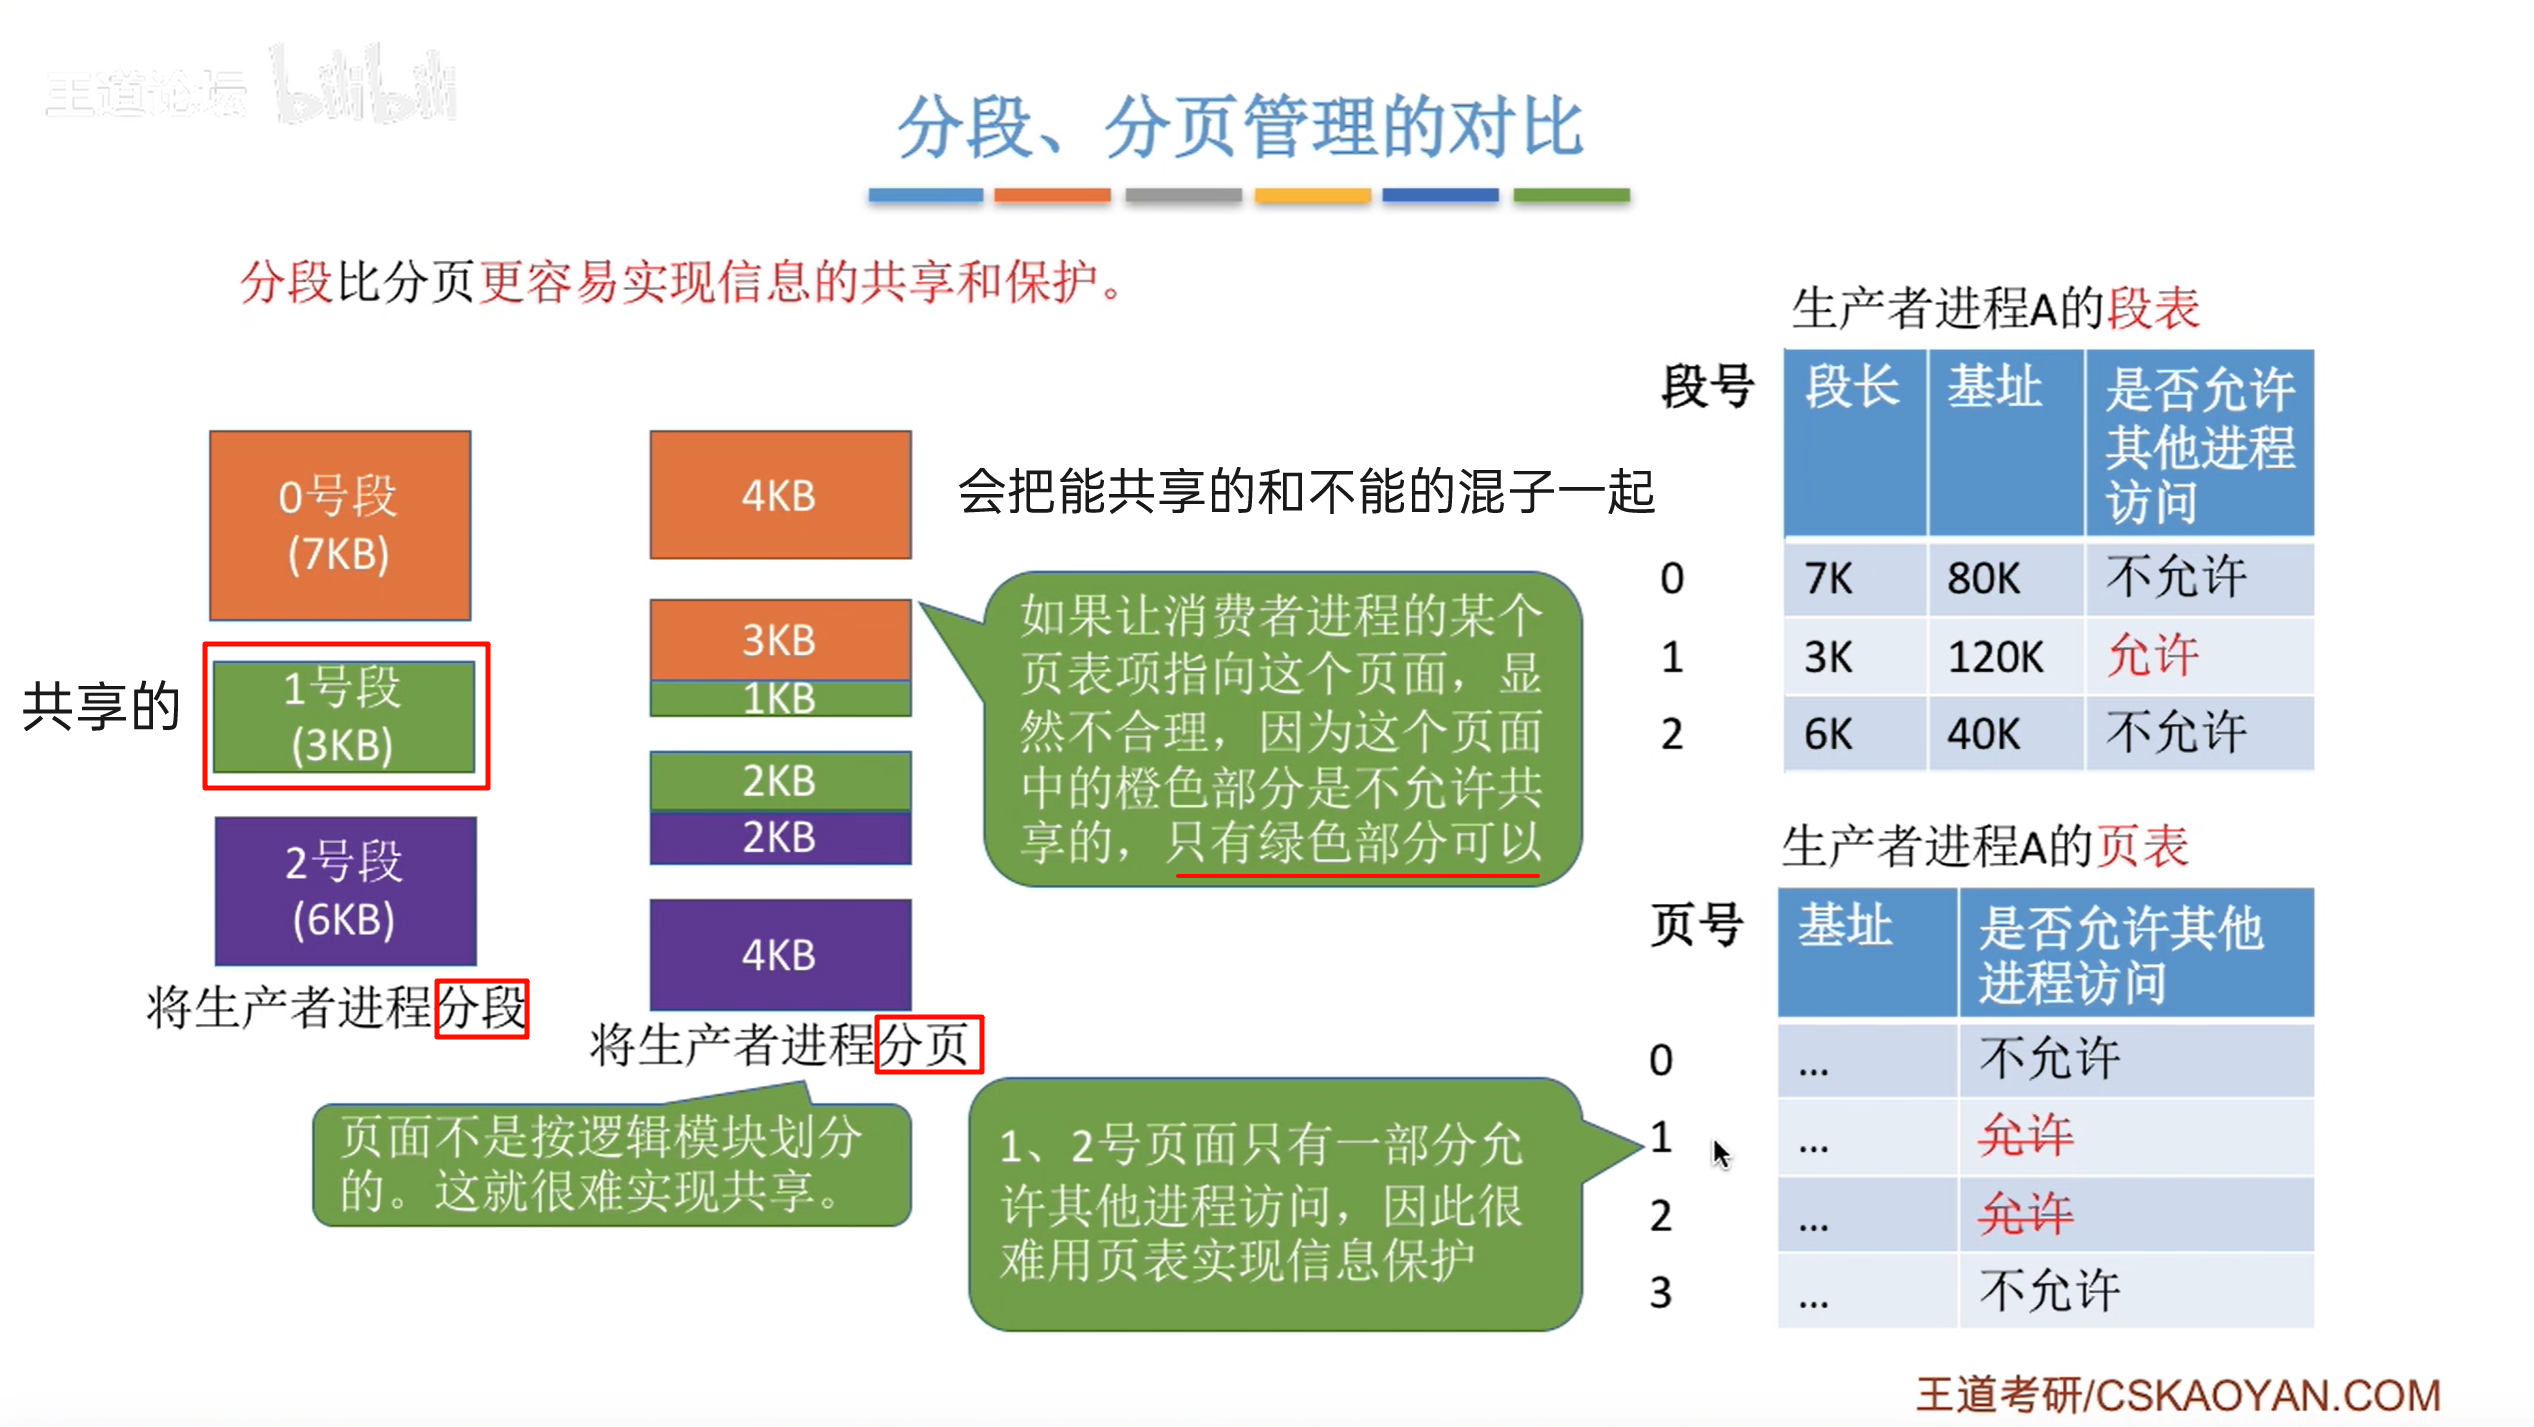 王道论坛 bilibili
分段、分页管理的对比
分段比分页更容易实现信息的共享和保护。
0号段
(7KB)
共享的
1号段
(3KB)
2号段
(6KB)
将生产者进程分段
4KB
3KB
1KB
2KB
2KB
4KB
将生产者进程分页
页面不是按逻辑模块划分
的。这就很难实现共享。
会把能共享的和不能的混子一起
如果让消费者进程的某个
页表项指向这个页面，显
然不合理，因为这个页面
中的橙色部分是不允许共
享的，只有绿色部分可以
1、2号页面只有一部分允
许其他进程访问，因此很
难用页表实现信息保护
生产者进程A的段表
段号 段长 基址 是否允许
其他进程
访问
0 7K 80K 不允许
1 3K 120K 允许
2 6K 40K 不允许
生产者进程A的页表
页号 基址 是否允许其他
进程访问
0 ... 不允许
1 ... 允许
2 ... 允许
3 ... 不允许
王道考研/CSKAOYAN.COM